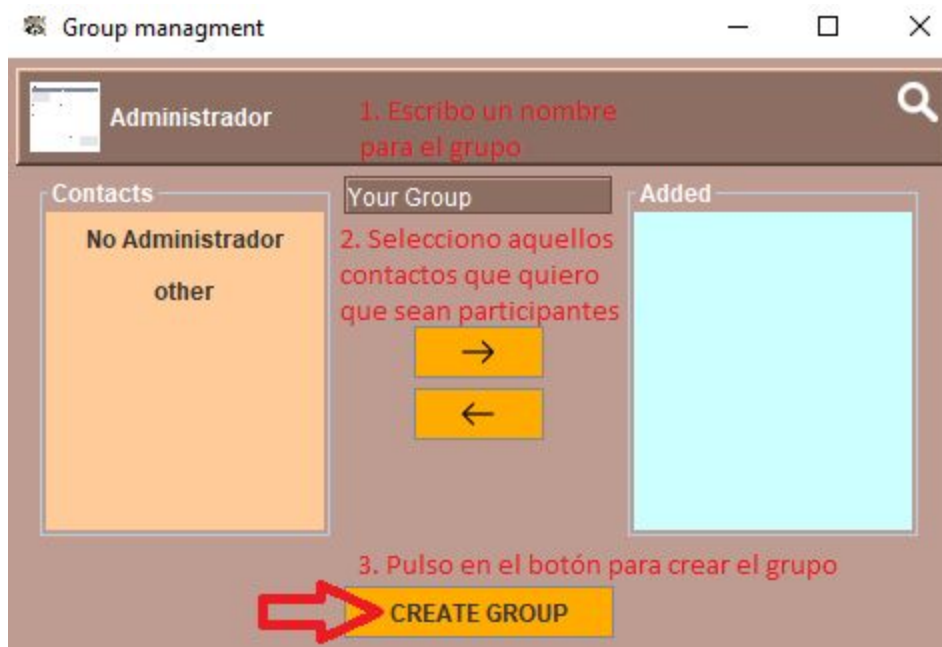 Group managment
Administrador
1. Escribo un nombre
para el grupo
Contacts
Your Group
Added
No Administrador
other
2. Selecciono aquellos
contactos que quiero
que sean participantes
→
←
3. Pulso en el botón para crear el grupo
CREATE GROUP